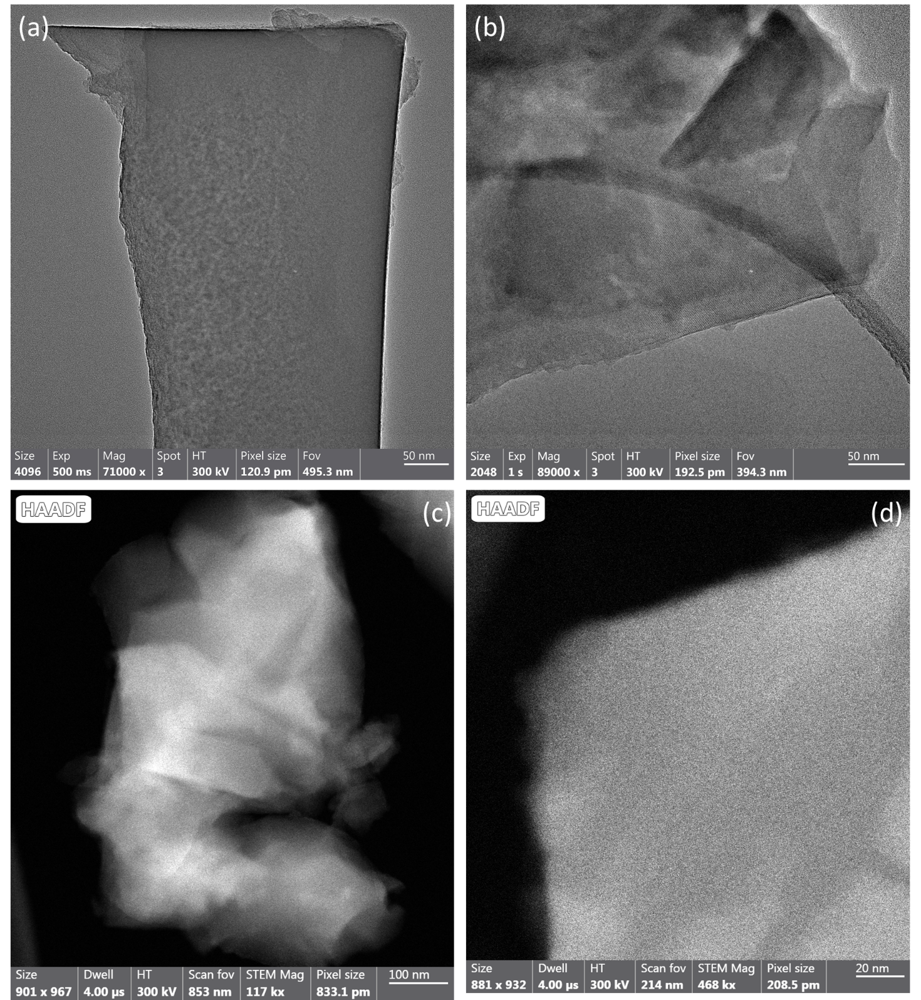 (a)
(b)
Size Exp Mag Spot HT Pixel size Fov 50 nm
4096 500 ms 71000 x 3 300 kV 120.9 pm 495.3 nm
Size Exp Mag Spot HT Pixel size Fov 50 nm
2048 1 s 89000 x 3 300 kV 192.5 pm 394.3 nm
HAADF
(c)
HAADF
(d)
Size Dwell HT Scan fov STEM Mag Pixel size 100 nm
901 x 967 4.00 µs 300 kV 853 nm 117 kx 833.1 pm
Size Dwell HT Scan fov STEM Mag Pixel size 20 nm
881 x 932 4.00 µs 300 kV 214 nm 468 kx 208.5 pm